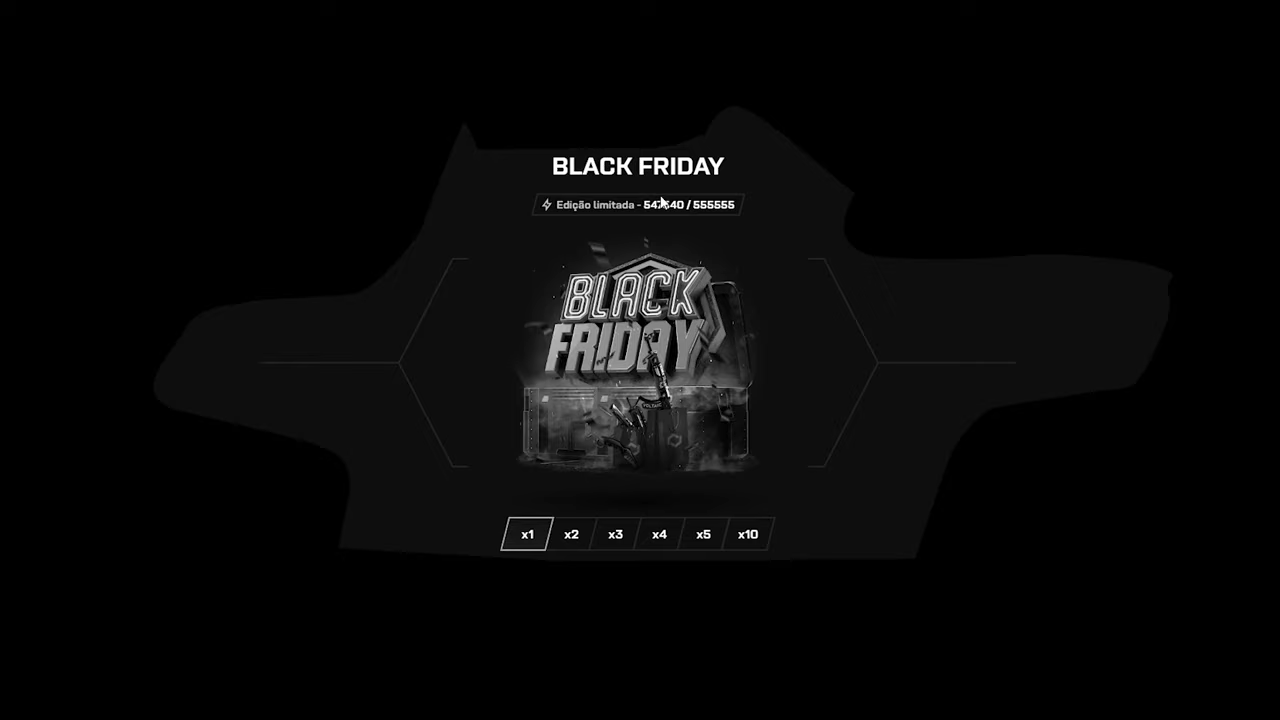 BLACK FRIDAY
Edição limitada - / 555555
BLACK
FRIDAY
x1 x2 x3 x4 x5 x10